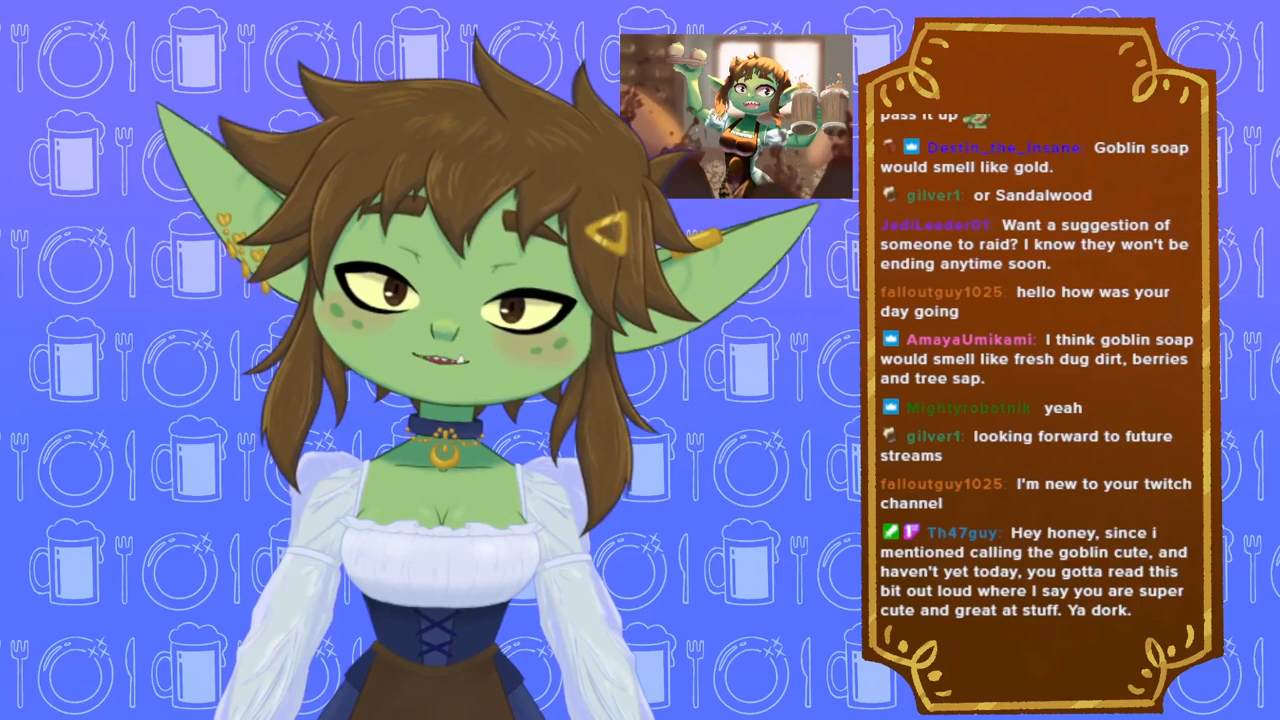 pass it up
Destin_the_Insane: Goblin soap
would smell like gold.
gilver1: or Sandalwood
JediLeader01: Want a suggestion of
someone to raid? I know they won't be
ending anytime soon.
falloutguy1025: hello how was your
day going
AmayaUmikami: I think goblin soap
would smell like fresh dug dirt, berries
and tree sap.
Mightyrobotnik: yeah
gilver1: looking forward to future
streams
falloutguy1025: I'm new to your twitch
channel
Th47guy: Hey honey, since i
mentioned calling the goblin cute, and
haven't yet today, you gotta read this
bit out loud where I say you are super
cute and great at stuff. Ya dork.